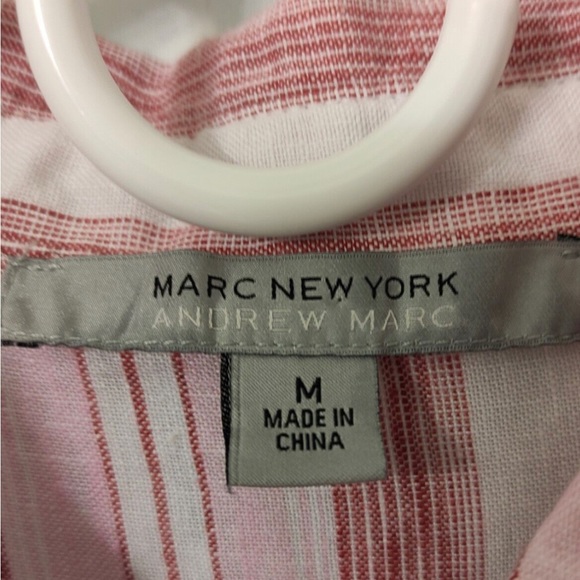 MARC NEW YORK
ANDREW MARC
M
MADE IN
CHINA